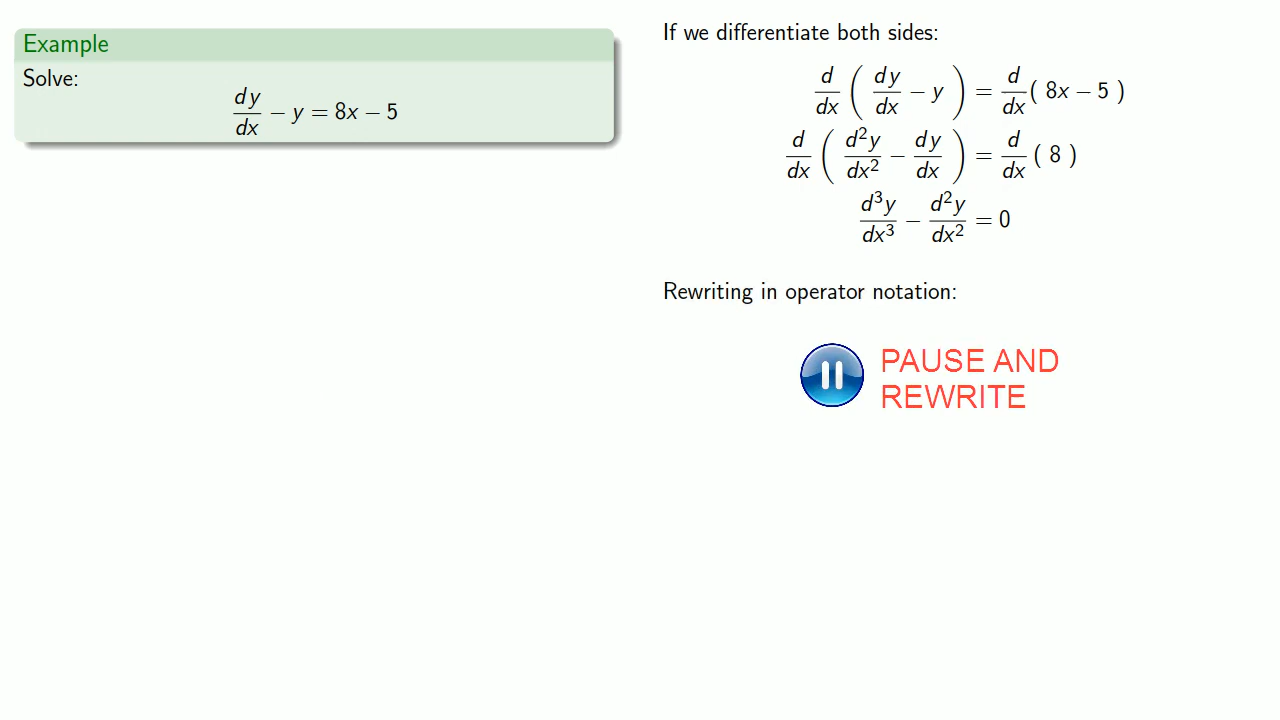 Example
Solve:
dy/dx − y = 8x − 5
If we differentiate both sides:
d/dx ( dy/dx − y ) = d/dx ( 8x − 5 )
d/dx ( d²y/dx² − dy/dx ) = d/dx ( 8 )
d³y/dx³ − d²y/dx² = 0
Rewriting in operator notation:
PAUSE AND
REWRITE